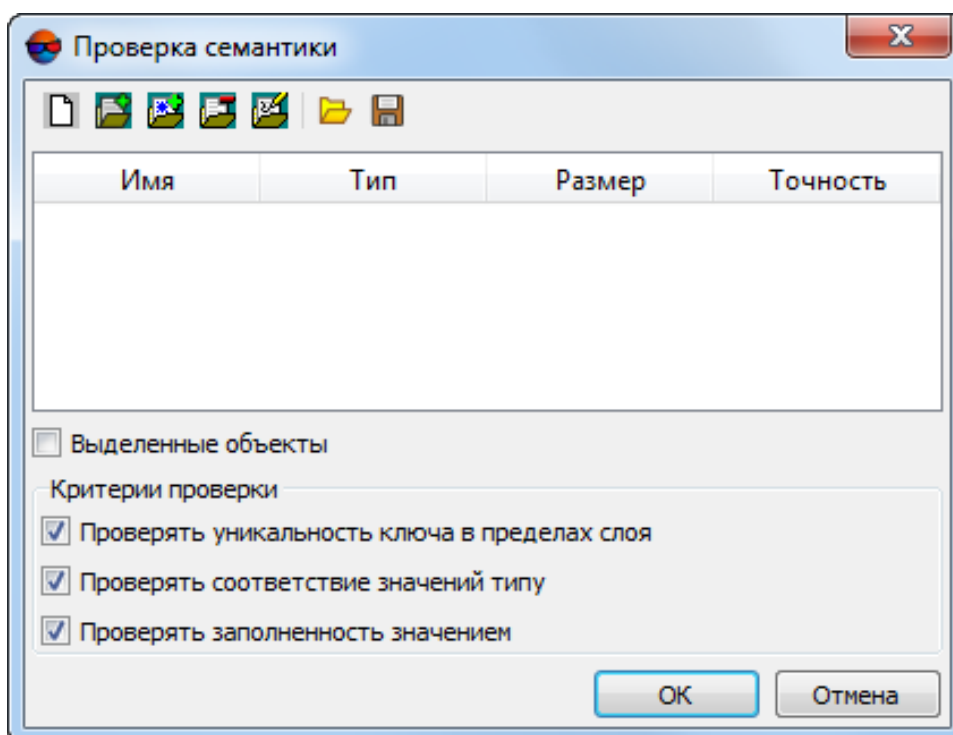 Проверка семантики
Имя Тип Размер Точность
Выделенные объекты
Критерии проверки
Проверять уникальность ключа в пределах слоя
Проверять соответствие значений типу
Проверять заполненность значением
OK Отмена